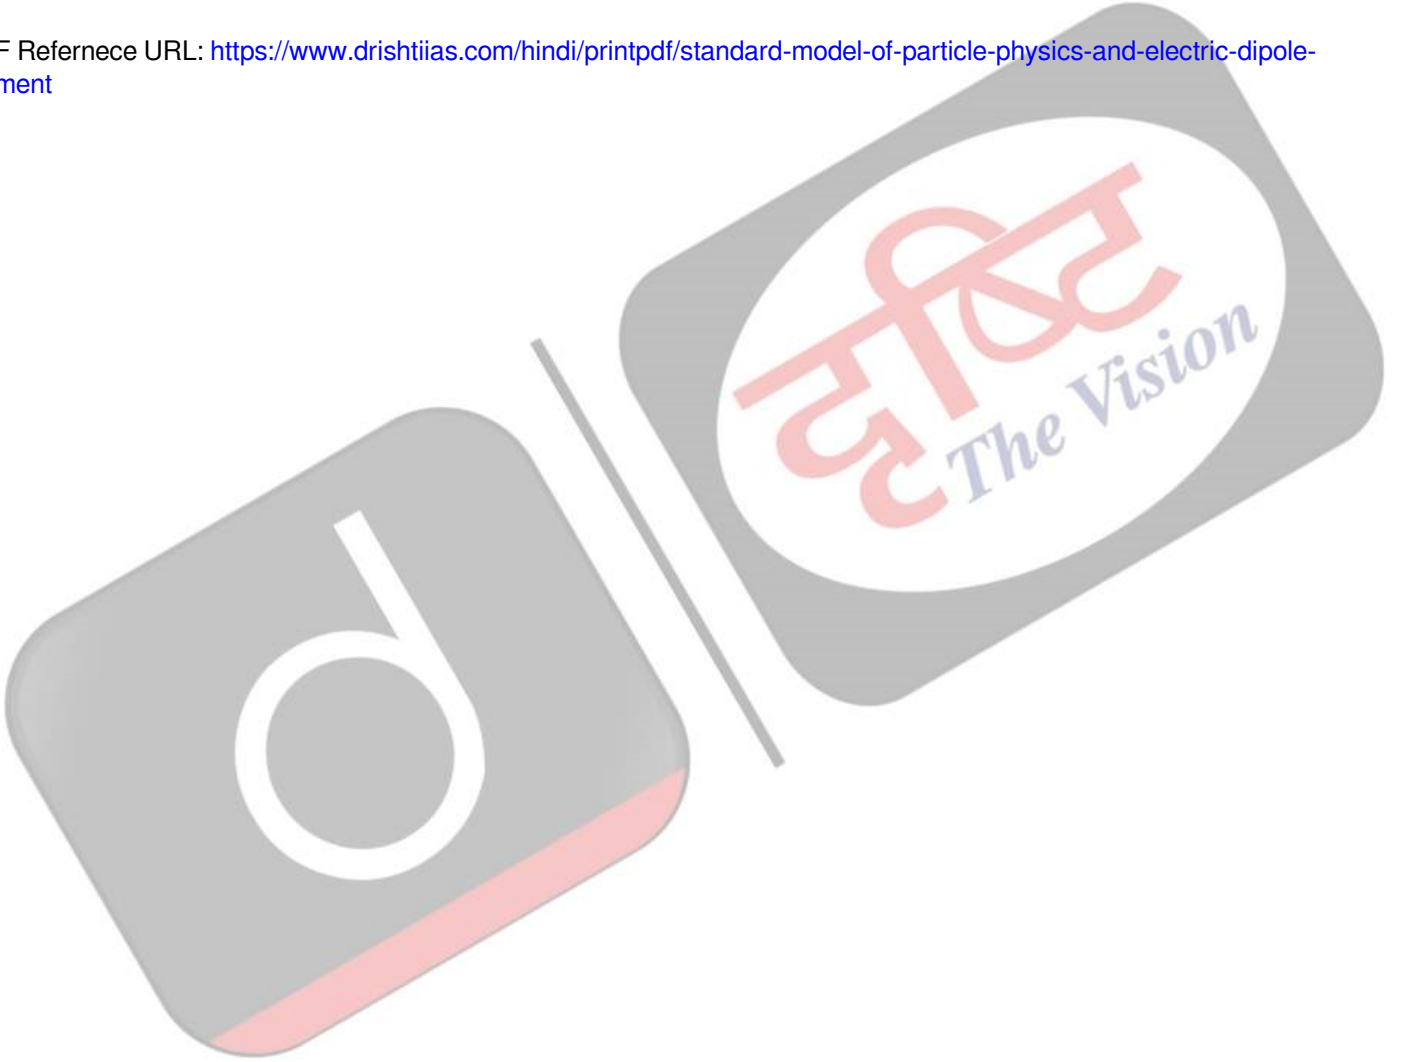 F Refernece URL: https://www.drishtiias.com/hindi/printpdf/standard-model-of-particle-physics-and-electric-dipole-
ment
दृष्टि
The Vision
d